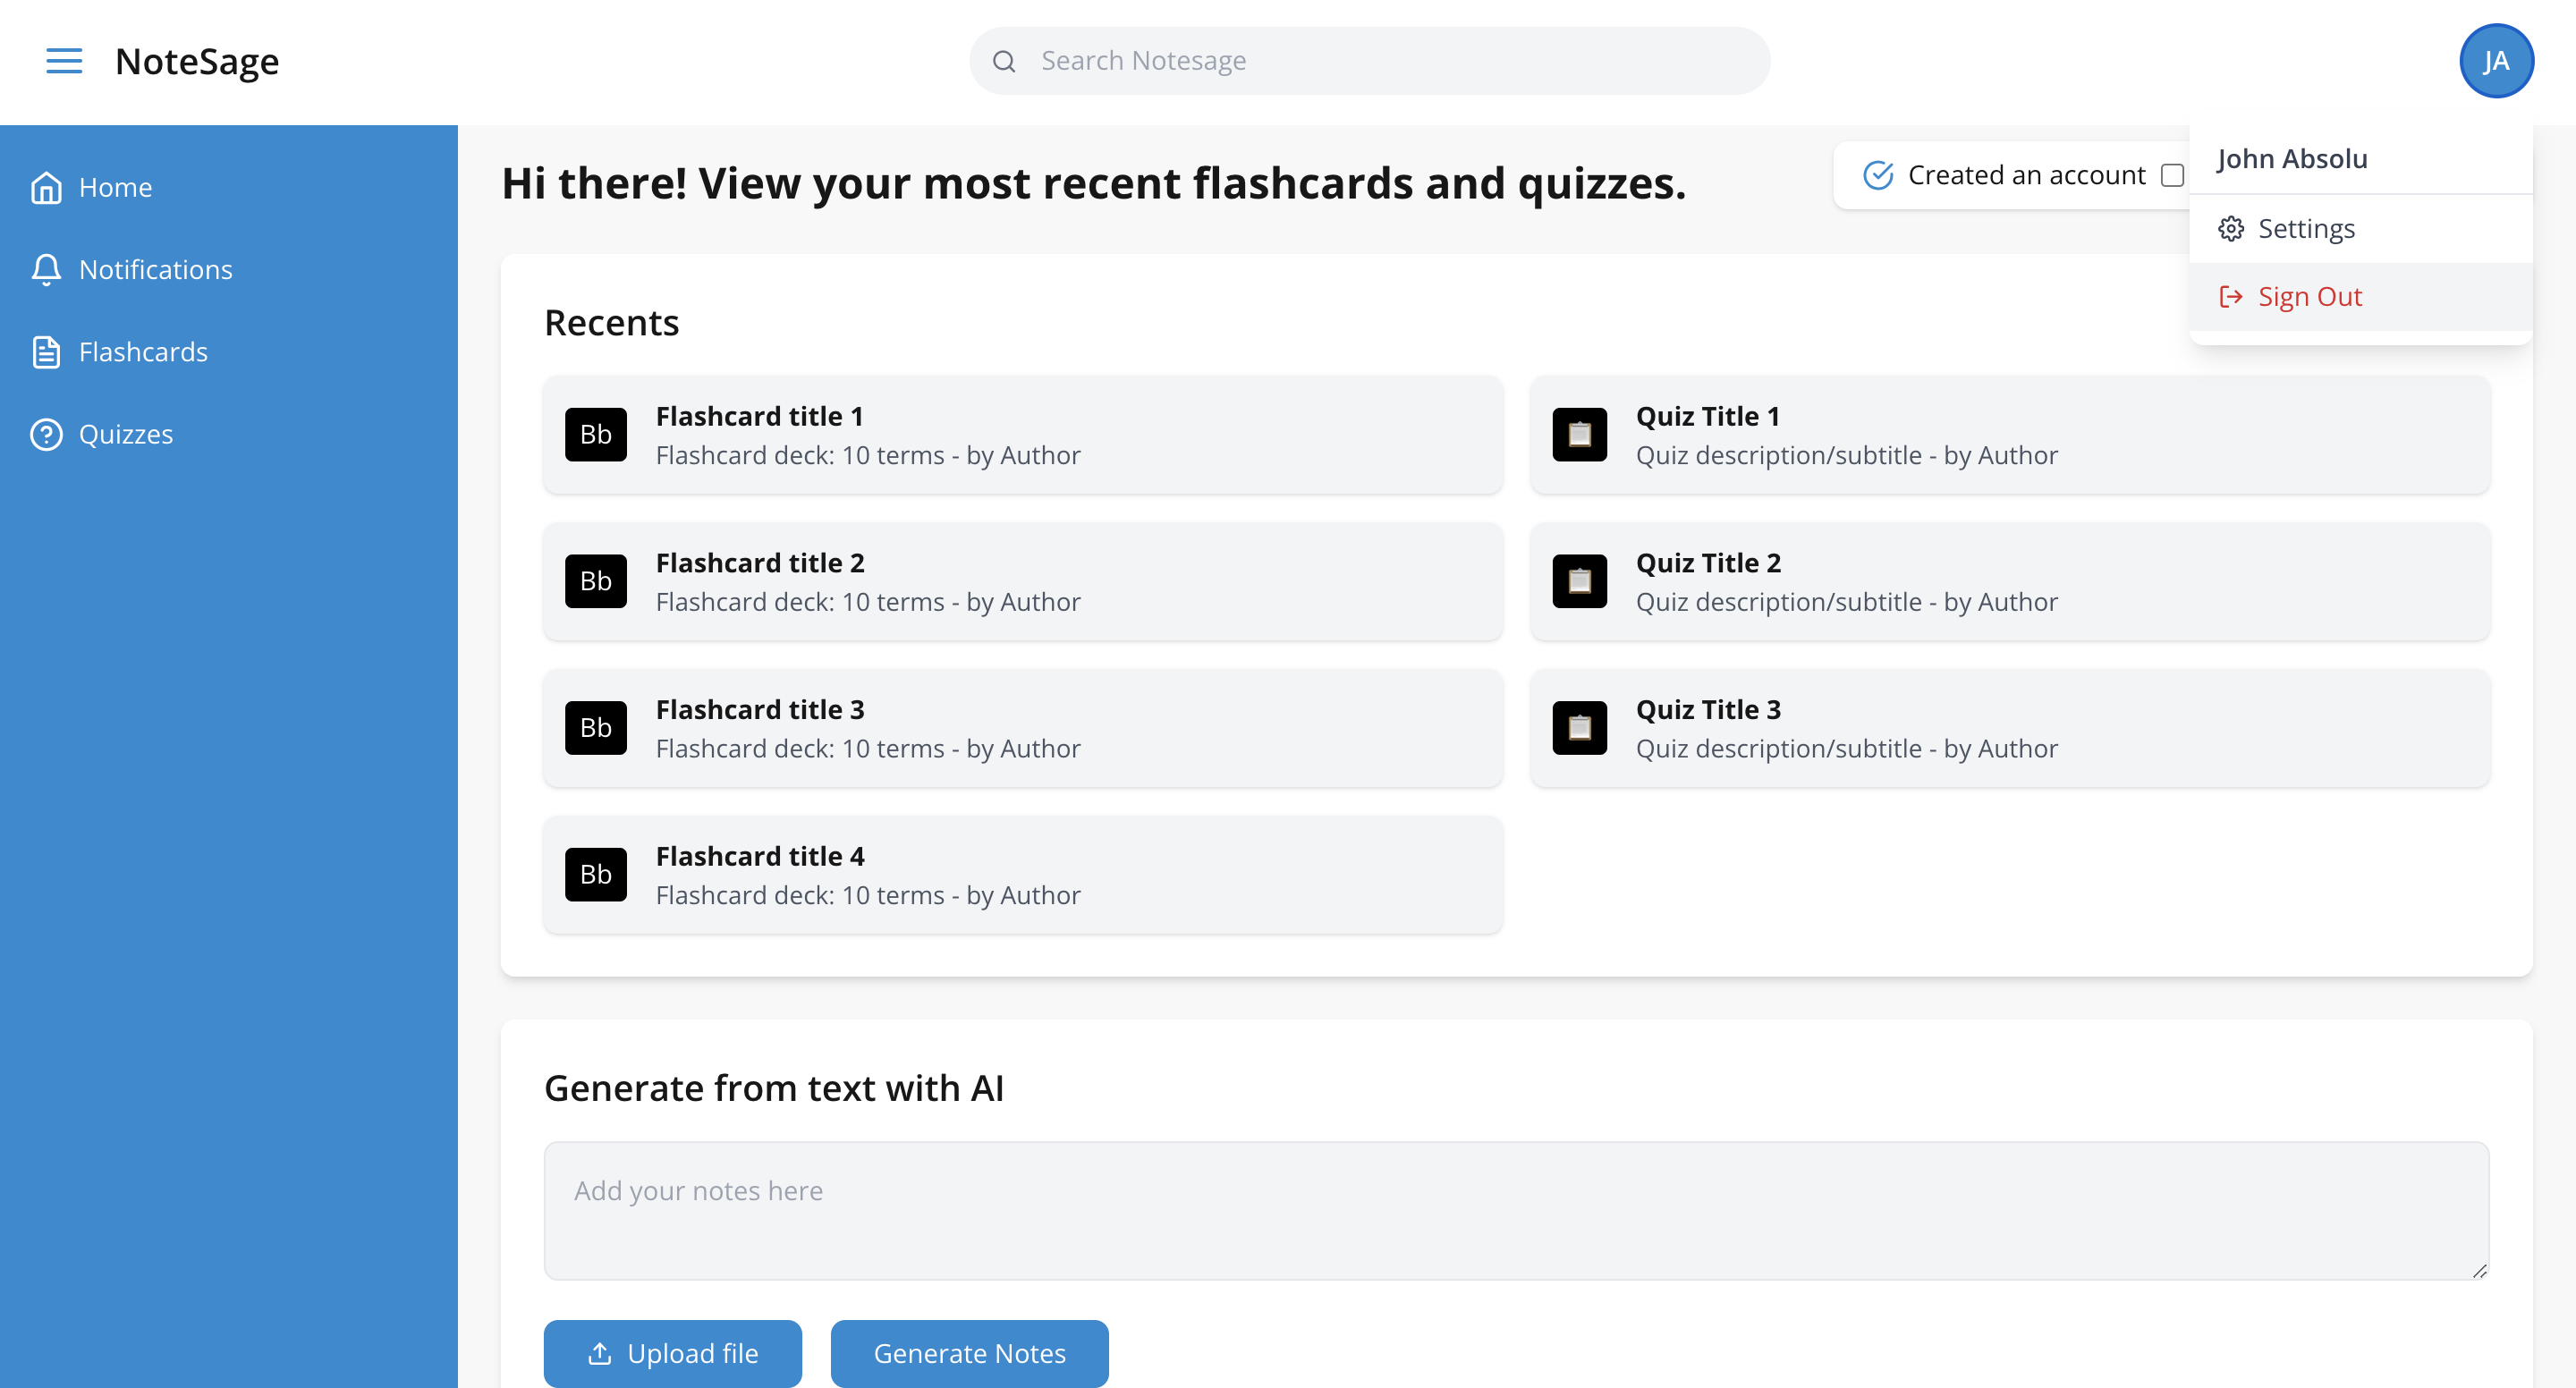 NoteSage
Search Notesage
JA
John Absolu
Settings
Sign Out
Home
Notifications
Flashcards
Quizzes
Hi there! View your most recent flashcards and quizzes.
Created an account
Recents
Bb
Flashcard title 1
Flashcard deck: 10 terms - by Author
Quiz Title 1
Quiz description/subtitle - by Author
Bb
Flashcard title 2
Flashcard deck: 10 terms - by Author
Quiz Title 2
Quiz description/subtitle - by Author
Bb
Flashcard title 3
Flashcard deck: 10 terms - by Author
Quiz Title 3
Quiz description/subtitle - by Author
Bb
Flashcard title 4
Flashcard deck: 10 terms - by Author
Generate from text with AI
Add your notes here
Upload file
Generate Notes